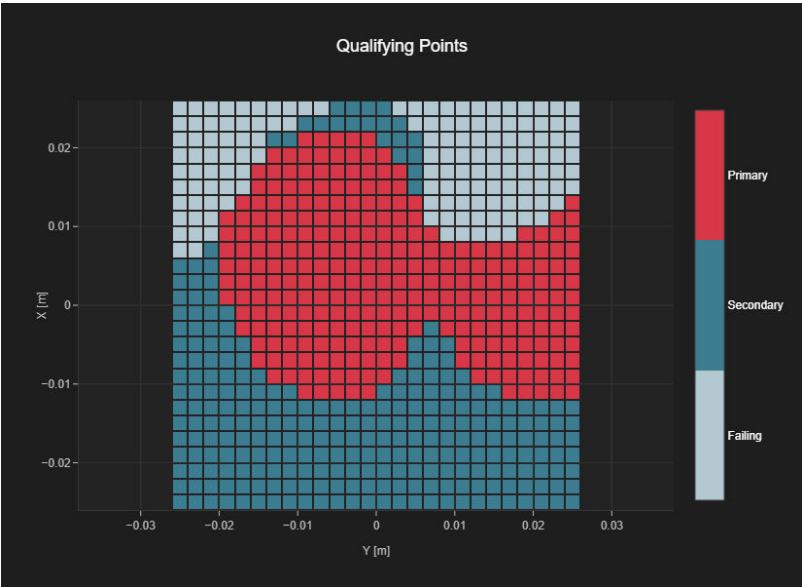 Qualifying Points
0.02
0.01
0
−0.01
−0.02
X [m]
−0.03
−0.02
−0.01
0
0.01
0.02
0.03
Y [m]
Primary
Secondary
Failing